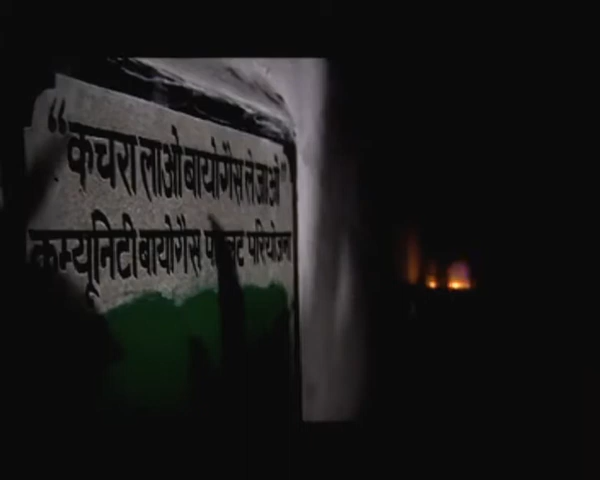 “कचरा लाओ बायोगैस ले जाओ”
कम्यूनिटी बायोगैस परियोजना